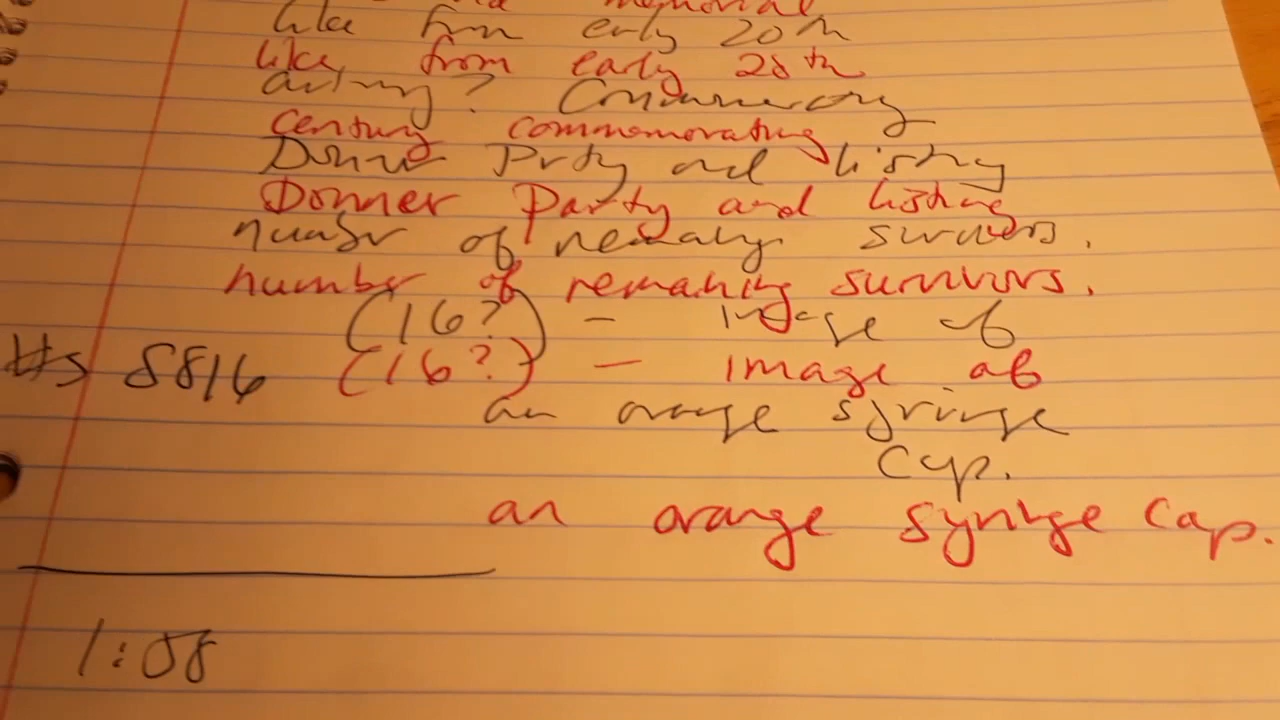 memorial
like from early 20th
like from early 20th
century? Commemorating
century commemorating
Donner Party and listing
Donner Party and listing
number of remaining survivors.
number of remaining survivors.
(16?) - image of
#s 8816 (16?) - image of
an orange syringe
cap.
an orange syringe cap.
1:08